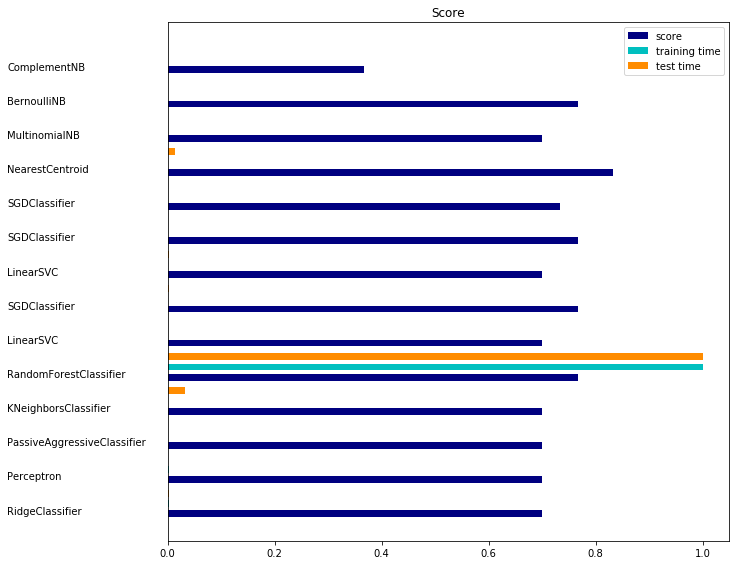 Score
score
training time
test time
ComplementNB
BernoulliNB
MultinomialNB
NearestCentroid
SGDClassifier
SGDClassifier
LinearSVC
SGDClassifier
LinearSVC
RandomForestClassifier
KNeighborsClassifier
PassiveAggressiveClassifier
Perceptron
RidgeClassifier
0.0 0.2 0.4 0.6 0.8 1.0